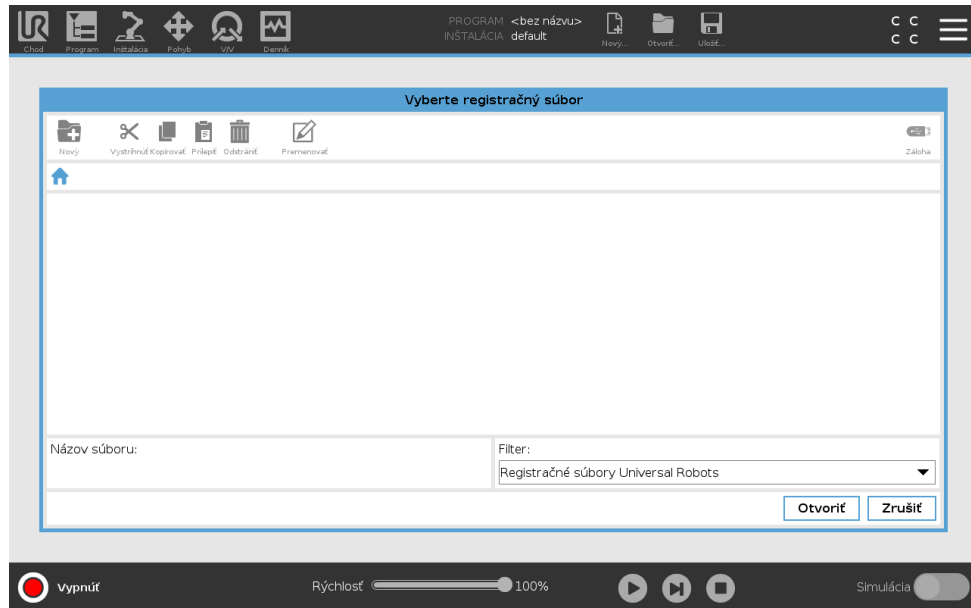 PROGRAM <bez názvu>
INŠTALÁCIA default
Chod Program Inštalácia Pohyb V/V Denník Nový... Otvoriť... Uložiť...
C C
C C
Vyberte registračný súbor
Nový Vystrihnúť Kopírovať Prilepiť Odstrániť Premenovať Záloha
Názov súboru:
Filter:
Registračné súbory Universal Robots
Otvoriť Zrušiť
Vypnúť Rýchlosť 100% Simulácia